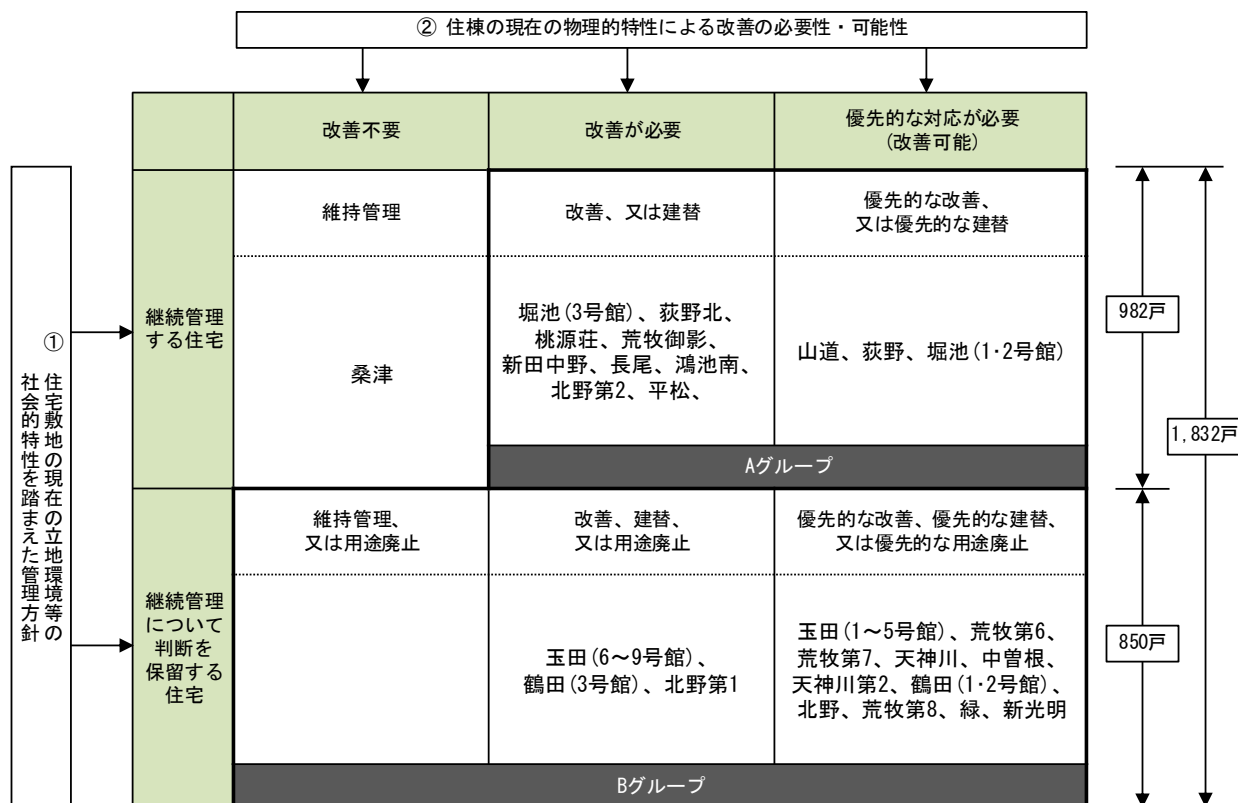 ② 住棟の現在の物理的特性による改善の必要性・可能性
改善不要
改善が必要
優先的な対応が必要
(改善可能)
① 住宅敷地の現在の立地環境等の
社会的特性を踏まえた管理方針
継続管理
する住宅
維持管理
改善、又は建替
優先的な改善、
又は優先的な建替
桑津
堀池(3号館)、荻野北、
桃源荘、荒牧御影、
新田中野、長尾、鴻池南、
北野第2、平松、
山道、荻野、堀池(1・2号館)
Aグループ
982戸
1,832戸
継続管理
について
判断を
保留する
住宅
維持管理、
又は用途廃止
改善、建替、
又は用途廃止
優先的な改善、優先的な建替、
又は優先的な用途廃止
玉田(6～9号館)、
鶴田(3号館)、北野第1
玉田(1～5号館)、荒牧第6、
荒牧第7、天神川、中曽根、
天神川第2、鶴田(1・2号館)、
北野、荒牧第8、緑、新光明
Bグループ
850戸